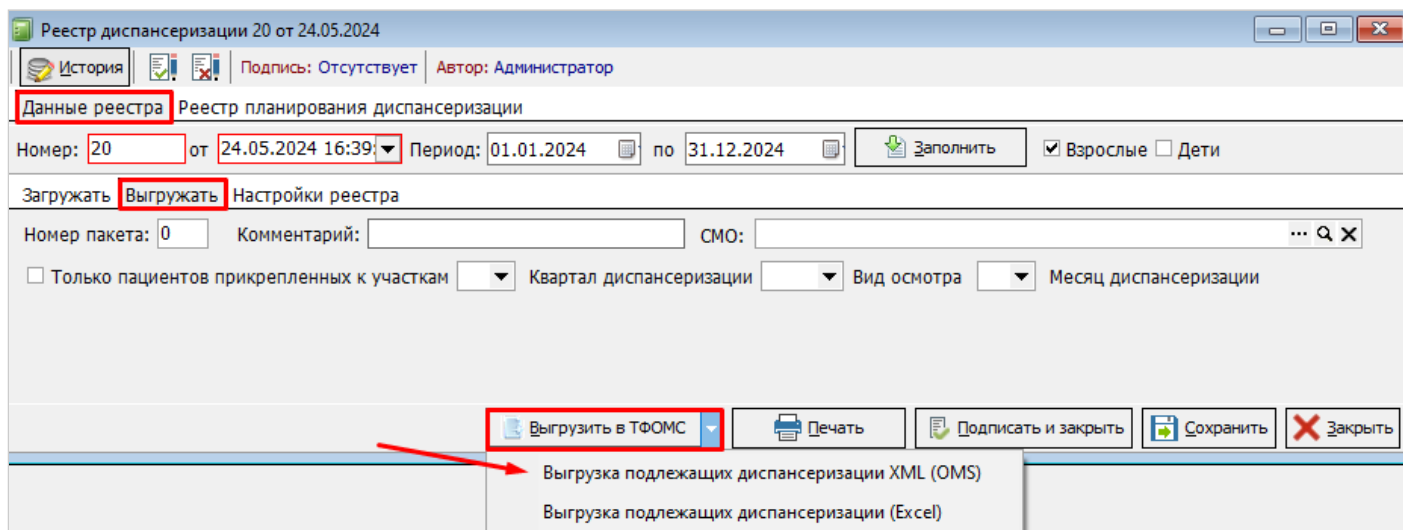 Реестр диспансеризации 20 от 24.05.2024
История Подпись: Отсутствует Автор: Администратор
Данные реестра Реестр планирования диспансеризации
Номер: 20 от 24.05.2024 16:39: Период: 01.01.2024 по 31.12.2024 Заполнить Взрослые Дети
Загружать Выгружать Настройки реестра
Номер пакета: 0 Комментарий: СМО:
Только пациентов прикрепленных к участкам Квартал диспансеризации Вид осмотра Месяц диспансеризации
Выгрузить в ТФОМС Печать Подписать и закрыть Сохранить Закрыть
Выгрузка подлежащих диспансеризации XML (OMS)
Выгрузка подлежащих диспансеризации (Excel)